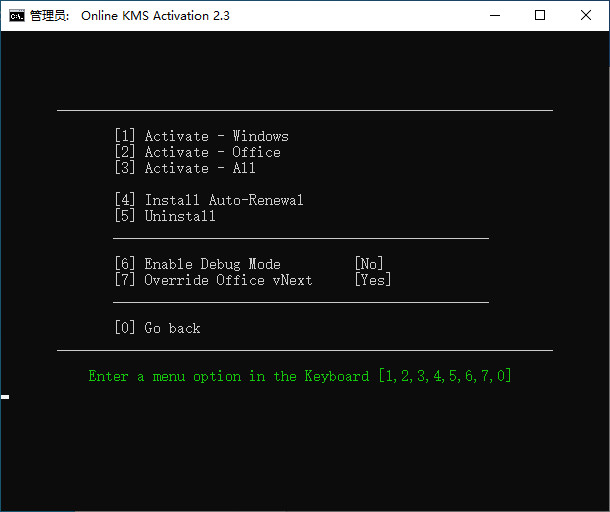 管理员: Online KMS Activation 2.3
[1] Activate - Windows
[2] Activate - Office
[3] Activate - All
[4] Install Auto-Renewal
[5] Uninstall
[6] Enable Debug Mode [No]
[7] Override Office vNext [Yes]
[0] Go back
Enter a menu option in the Keyboard [1,2,3,4,5,6,7,0]